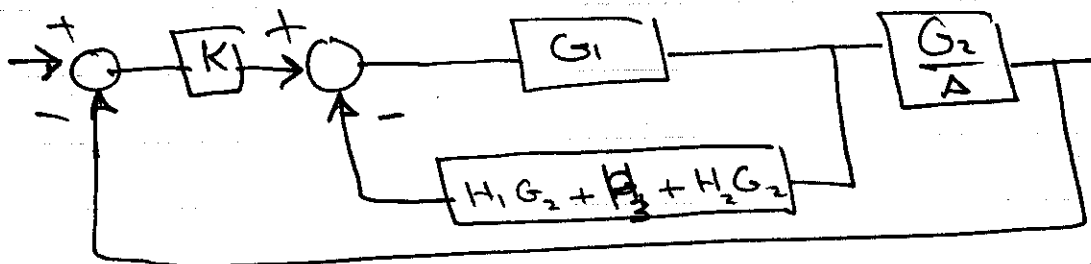 + K + G₁ G₂/Δ
- -
H₁G₂ + H₃ + H₂G₂